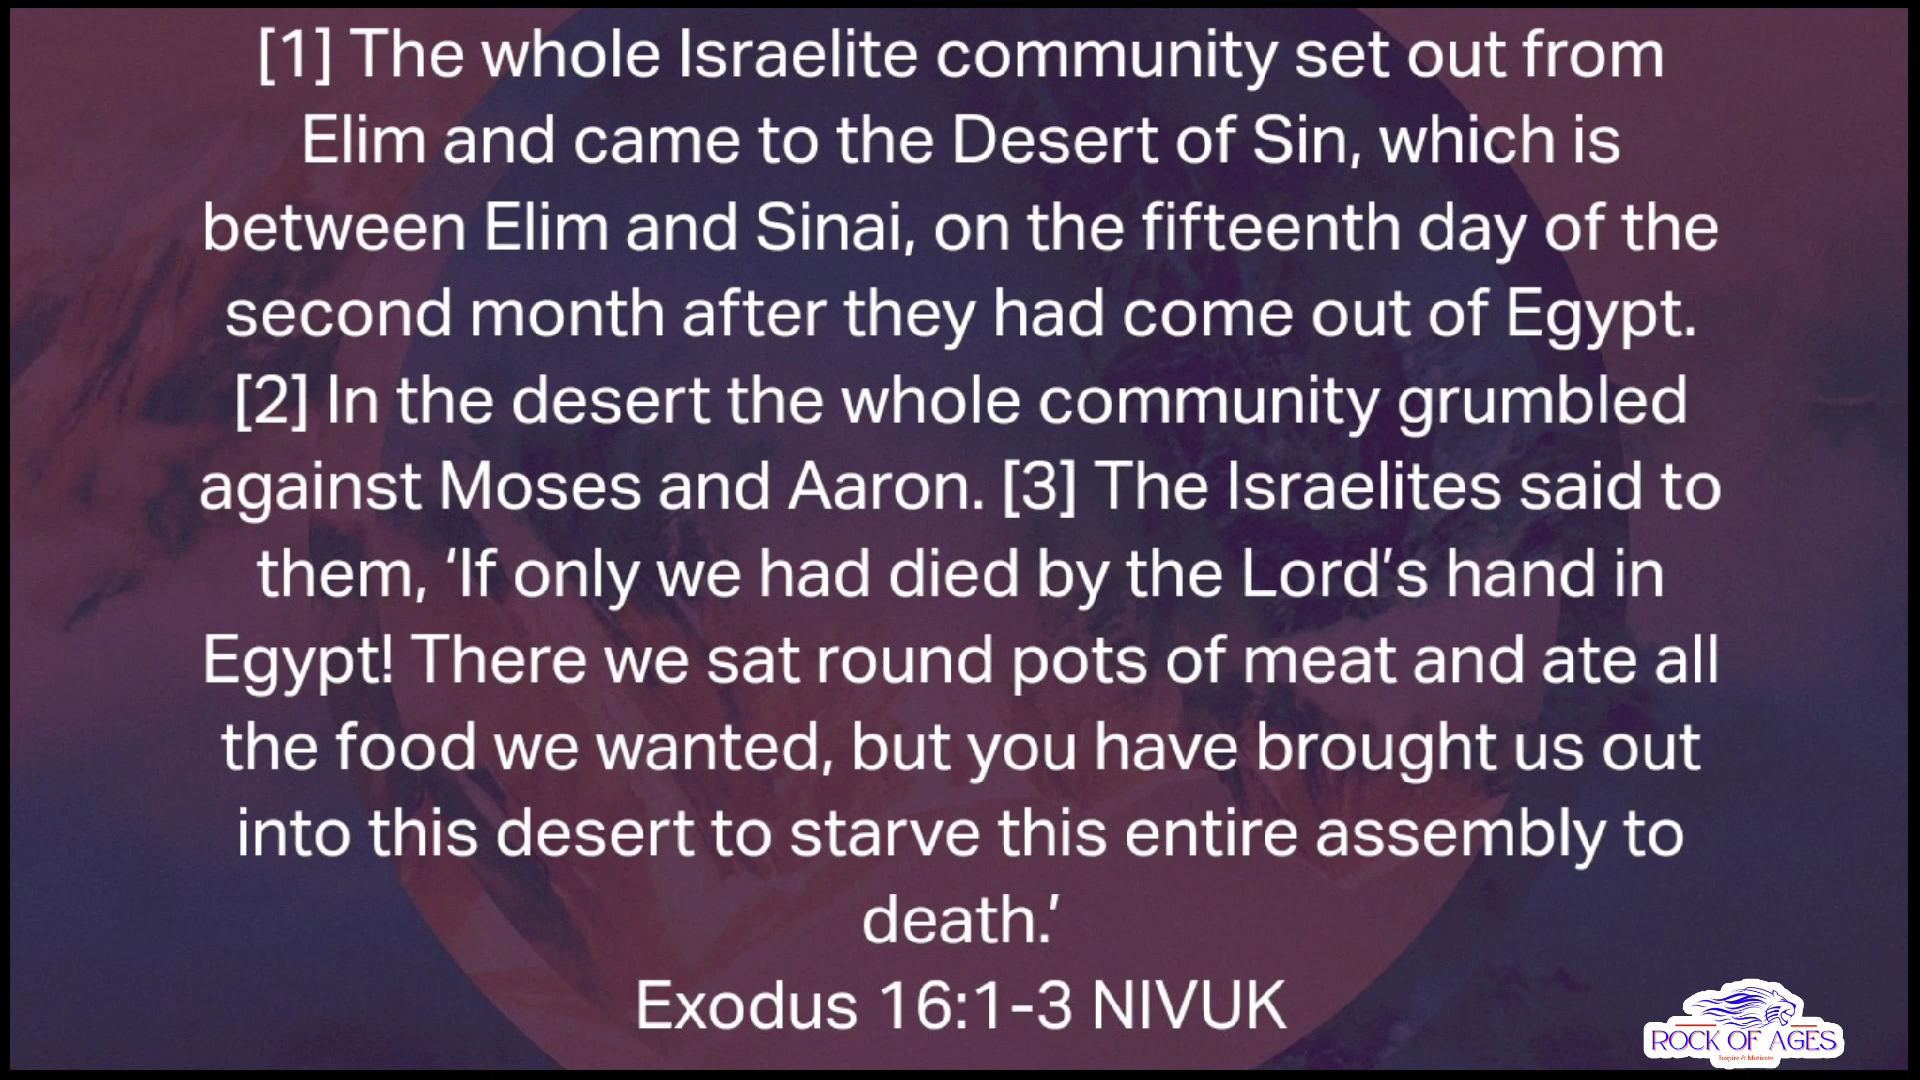 [1] The whole Israelite community set out from
Elim and came to the Desert of Sin, which is
between Elim and Sinai, on the fifteenth day of the
second month after they had come out of Egypt.
[2] In the desert the whole community grumbled
against Moses and Aaron. [3] The Israelites said to
them, ‘If only we had died by the Lord’s hand in
Egypt! There we sat round pots of meat and ate all
the food we wanted, but you have brought us out
into this desert to starve this entire assembly to
death.’
Exodus 16:1-3 NIVUK
ROCK OF AGES
Inspire & Motivate